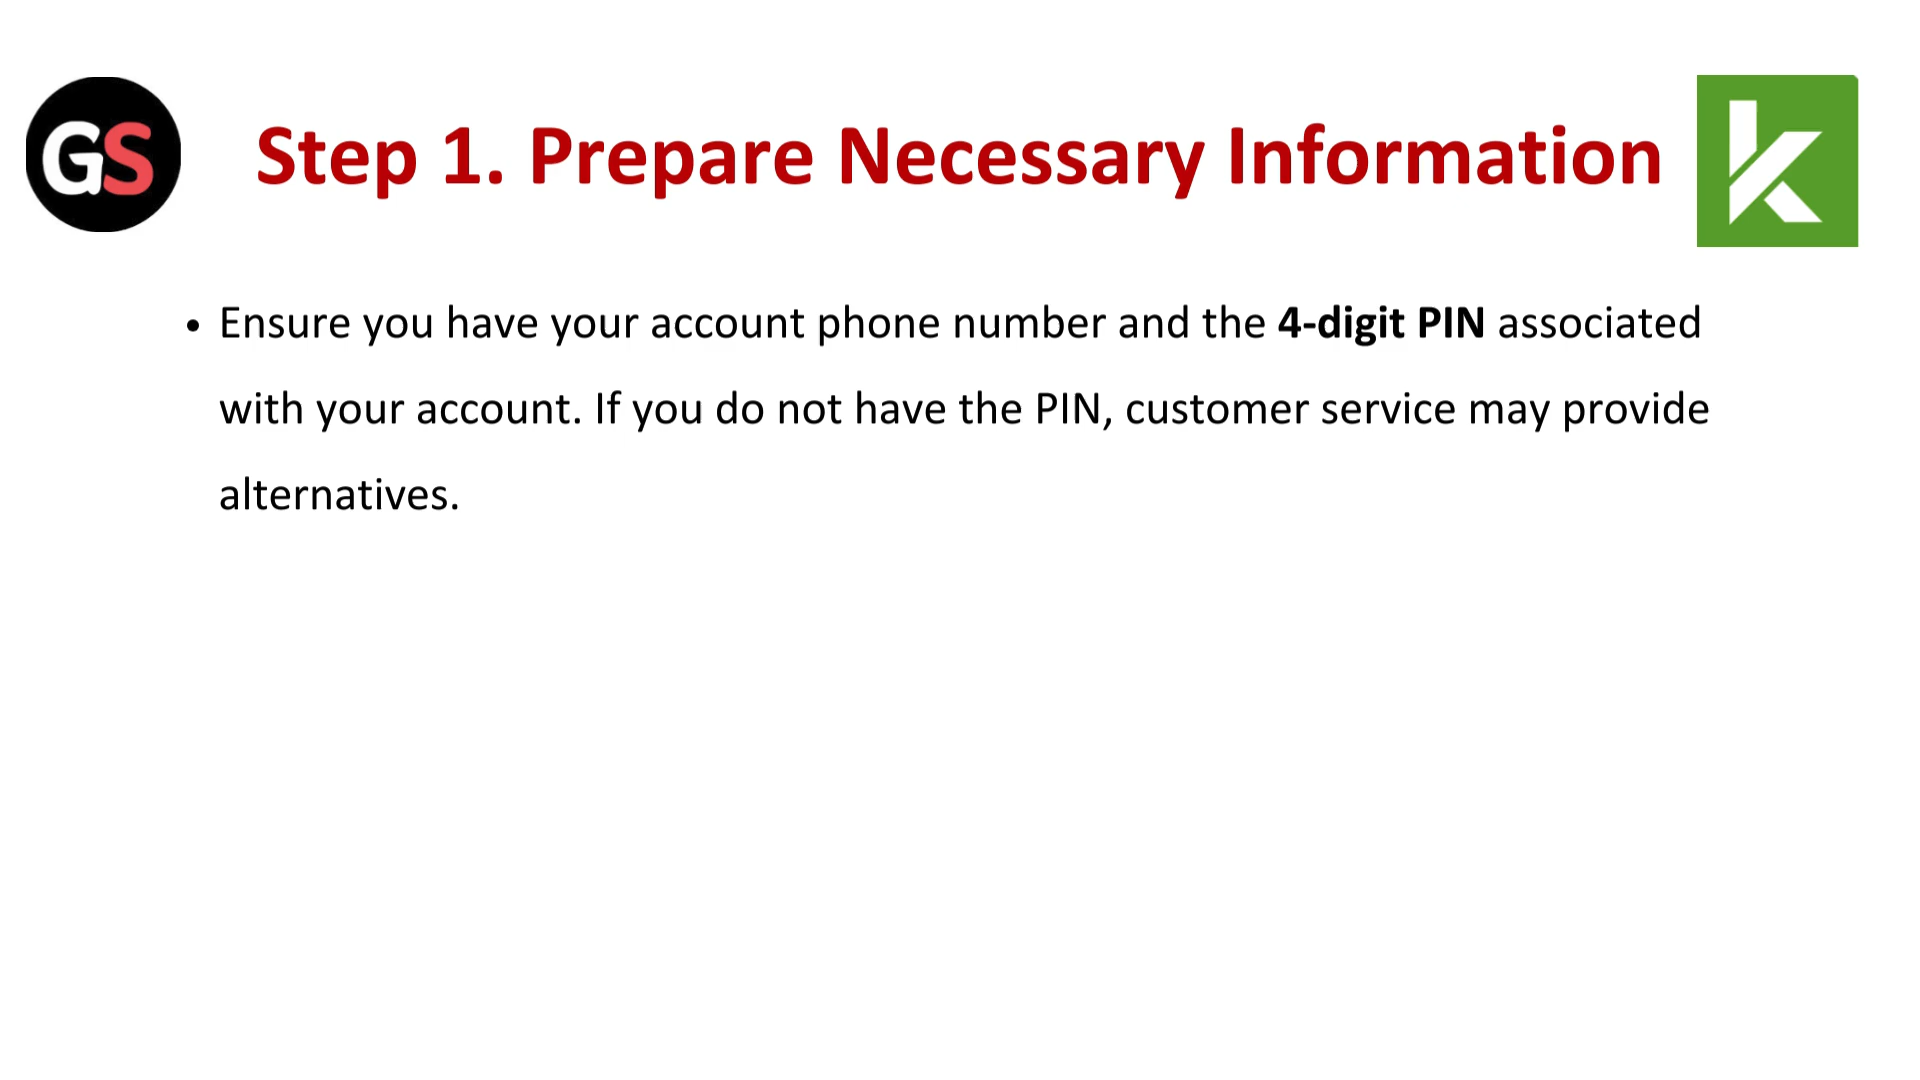 GS
Step 1. Prepare Necessary Information
k
• Ensure you have your account phone number and the 4-digit PIN associated
with your account. If you do not have the PIN, customer service may provide
alternatives.